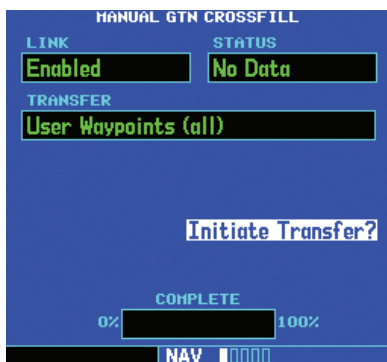 MANUAL GTN CROSSFILL
LINK STATUS
Enabled No Data
TRANSFER
User Waypoints (all)
Initiate Transfer?
COMPLETE
0% 100%
NAV